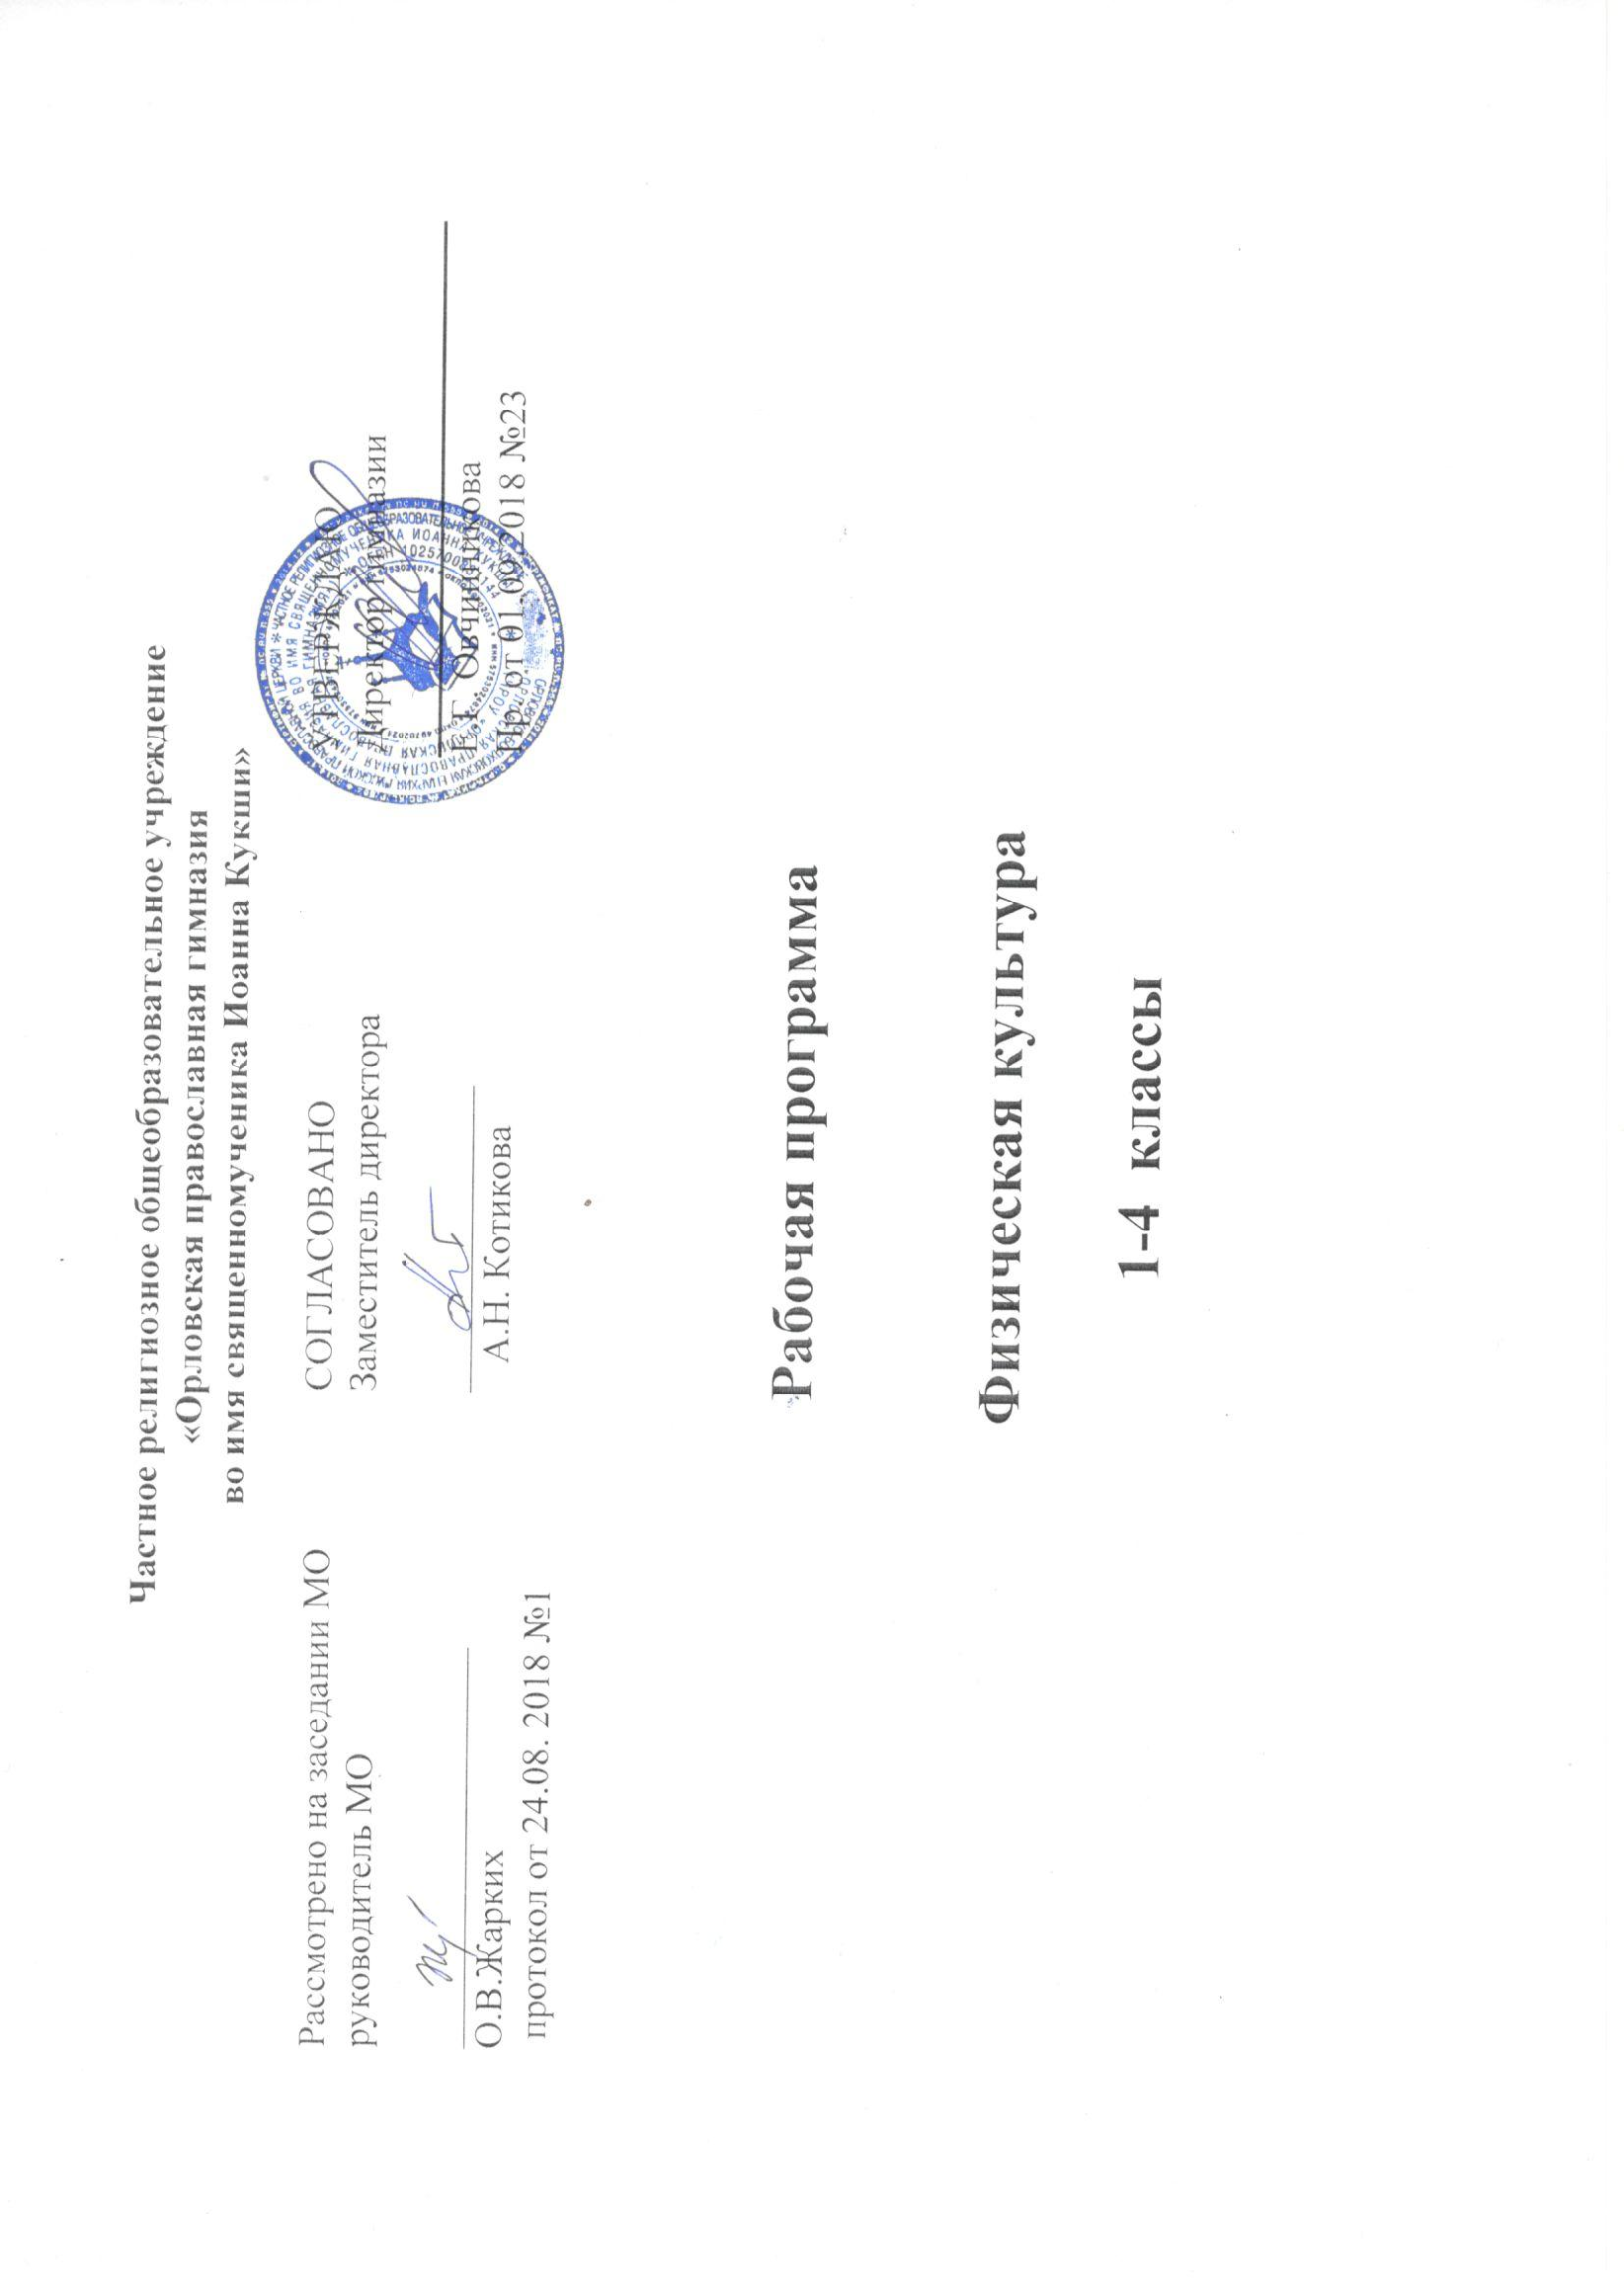 Частное религиозное общеобразовательное учреждение
«Орловская православная гимназия
во имя священномученика Иоанна Кукши»
Рассмотрено на заседании МО
руководитель МО
О.В.Жарких
протокол от 24.08. 2018 №1
СОГЛАСОВАНО
Заместитель директора
А.Н. Котикова
УТВЕРЖДАЮ
Директор гимназии
Е.Г. Овчинникова
Пр. от 01.09.2018 №23
Рабочая программа
Физическая культура
1-4 классы